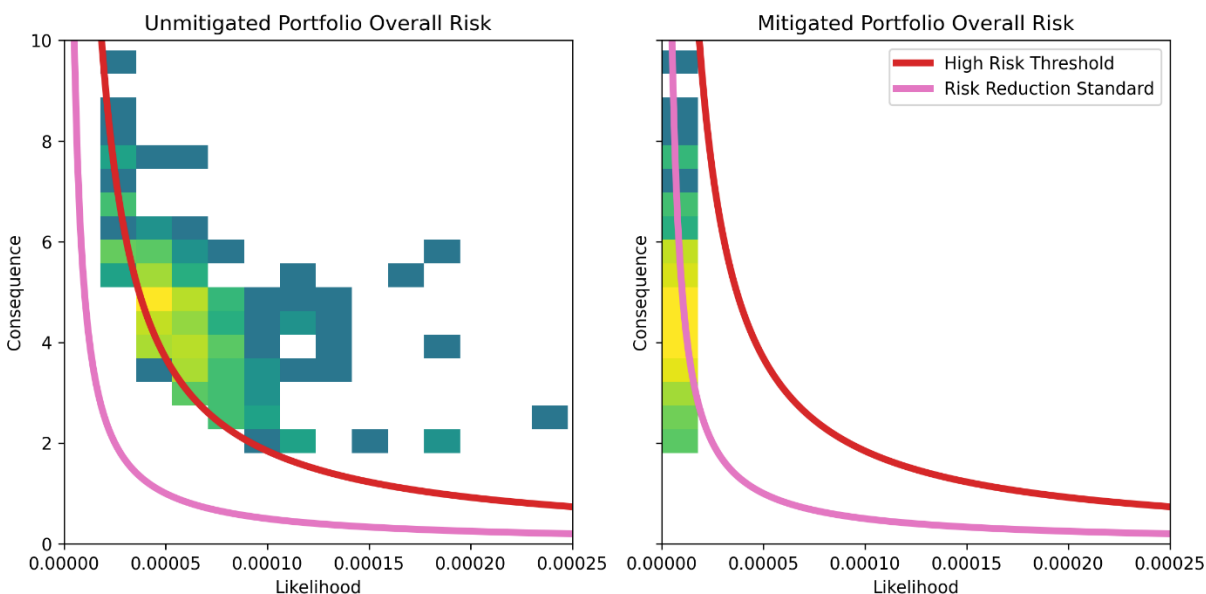 Unmitigated Portfolio Overall Risk
Mitigated Portfolio Overall Risk
10
8
6
4
2
0
Consequence
0.00000 0.00005 0.00010 0.00015 0.00020 0.00025
Likelihood
High Risk Threshold
Risk Reduction Standard
Consequence
0.00000 0.00005 0.00010 0.00015 0.00020 0.00025
Likelihood